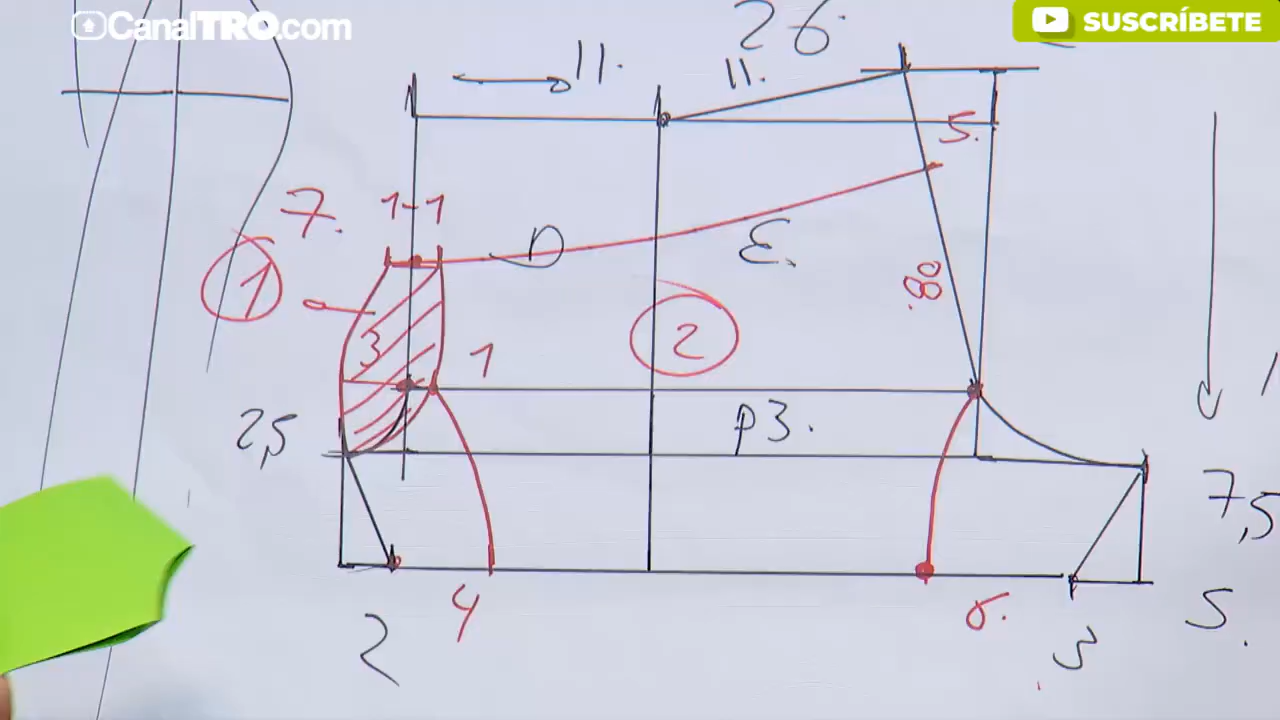 CanalTRO.com
SUSCRÍBETE
26.
11. 11.
5.
7. 1-1
D E.
1 .80
2
3 1
2,5 P3.
7,5
4 6. 5.
2 3